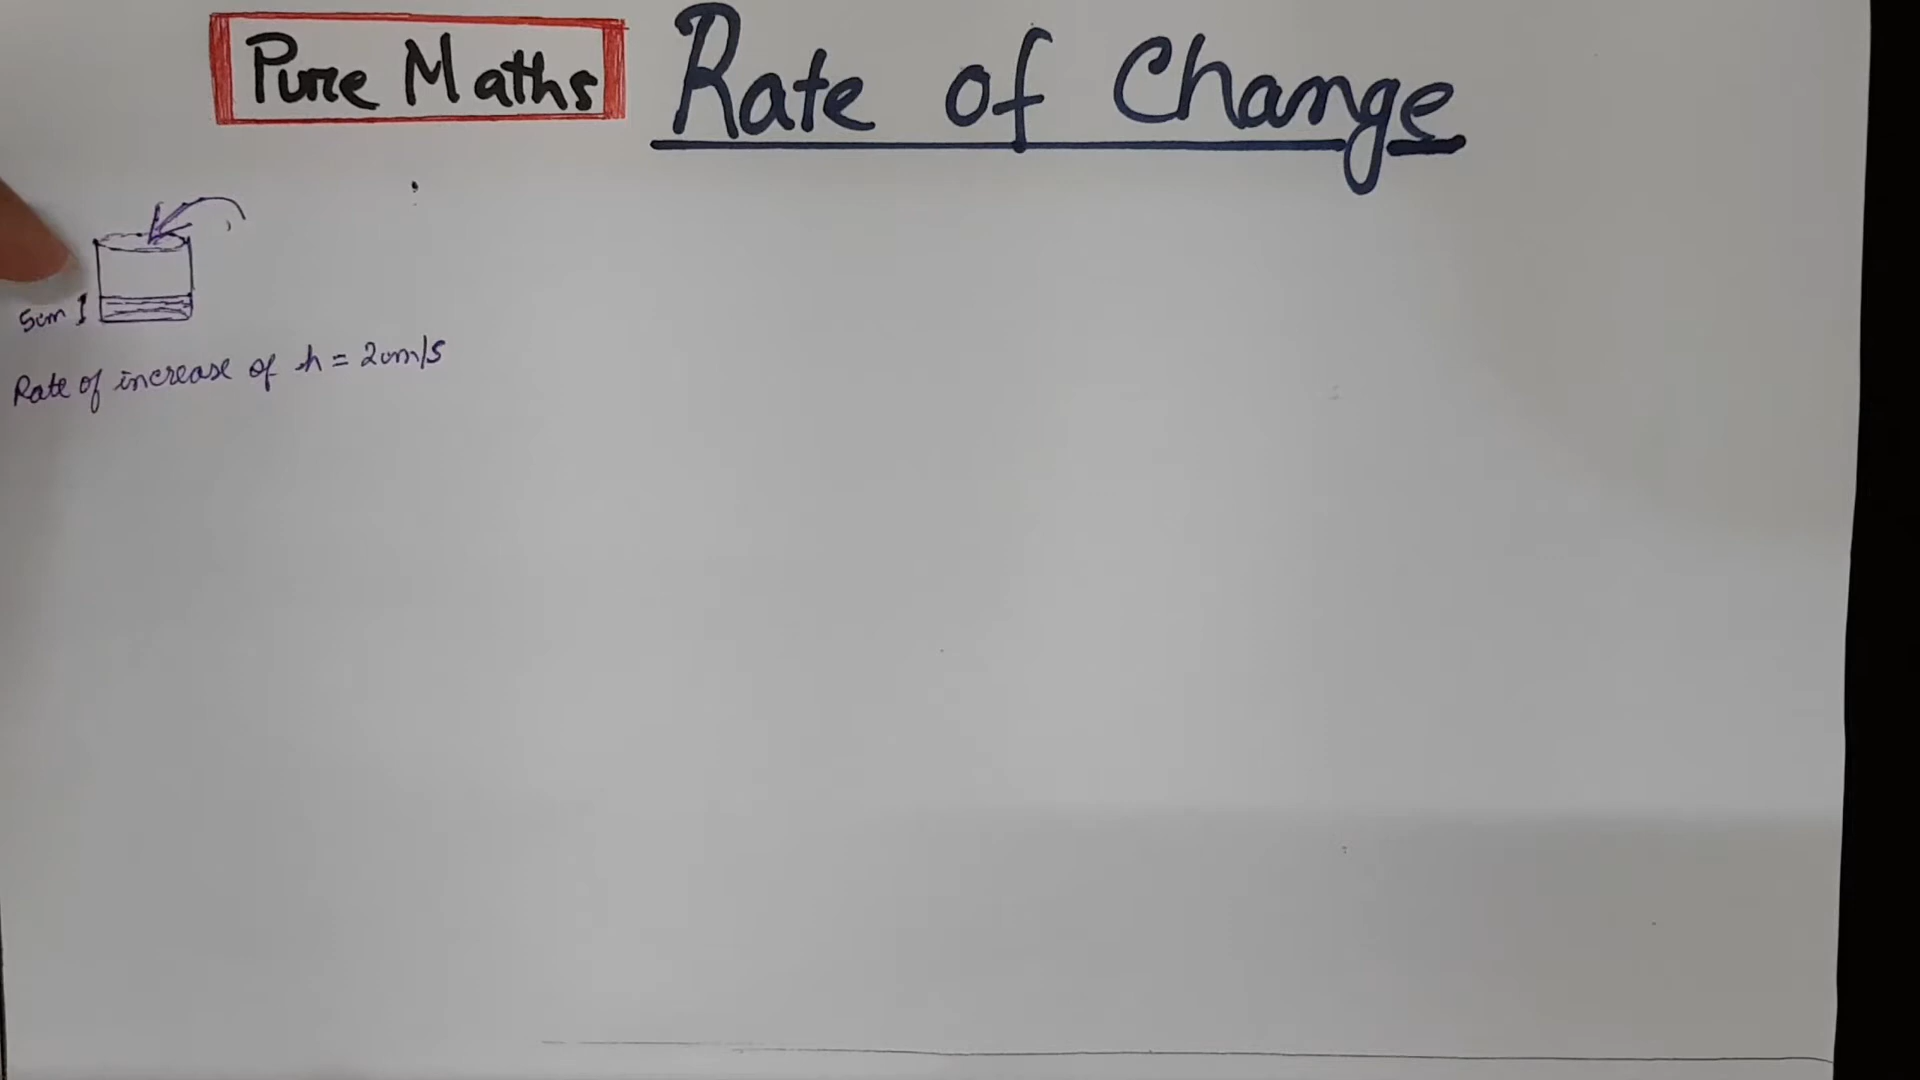 Pure Maths Rate of Change
5cm
Rate of increase of h = 2cm/s